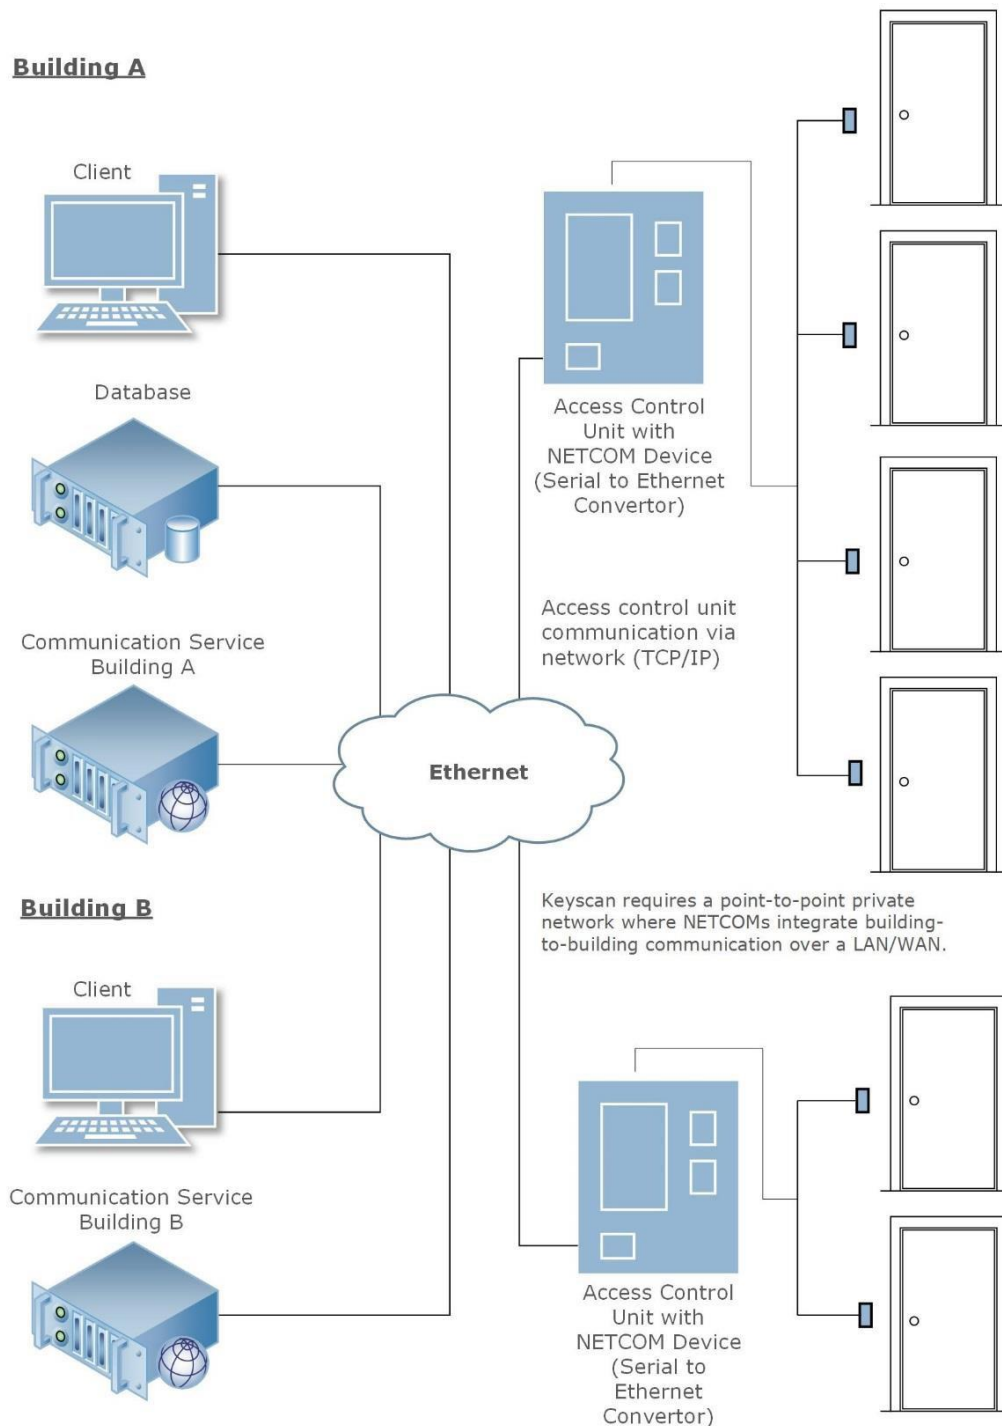 Building A
Client
Database
Communication Service
Building A
Access Control
Unit with
NETCOM Device
(Serial to Ethernet
Convertor)
Access control unit
communication via
network (TCP/IP)
Ethernet
Keyscan requires a point-to-point private
network where NETCOMs integrate building-
to-building communication over a LAN/WAN.
Building B
Client
Communication Service
Building B
Access Control
Unit with
NETCOM Device
(Serial to
Ethernet
Convertor)